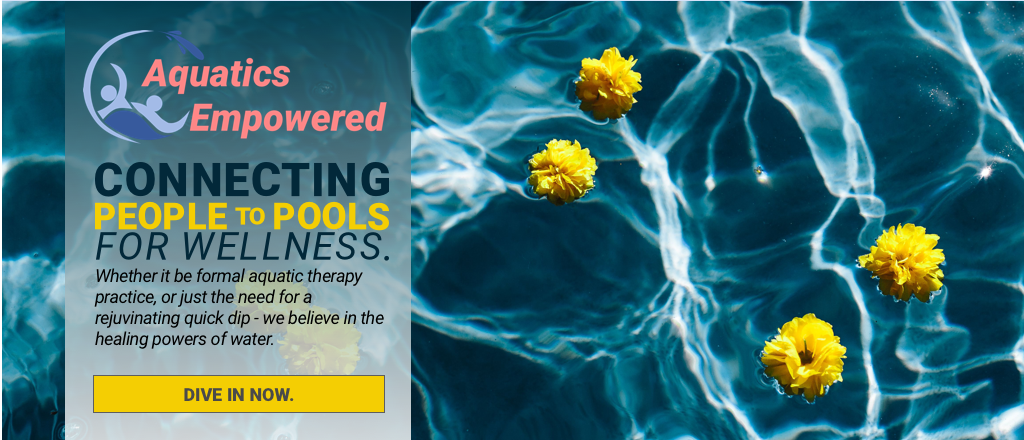 Aquatics
Empowered
CONNECTING
PEOPLE TO POOLS
FOR WELLNESS.
Whether it be formal aquatic therapy
practice, or just the need for a
rejuvinating quick dip - we believe in the
healing powers of water.
DIVE IN NOW.